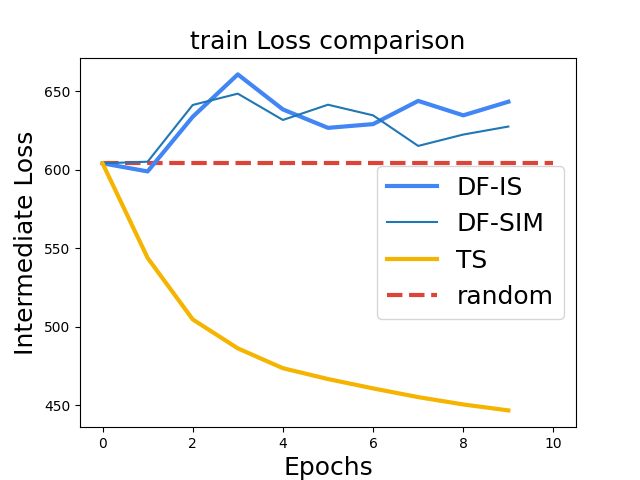 train Loss comparison
Intermediate Loss
650
600
550
500
450
DF-IS
DF-SIM
TS
random
0 2 4 6 8 10
Epochs